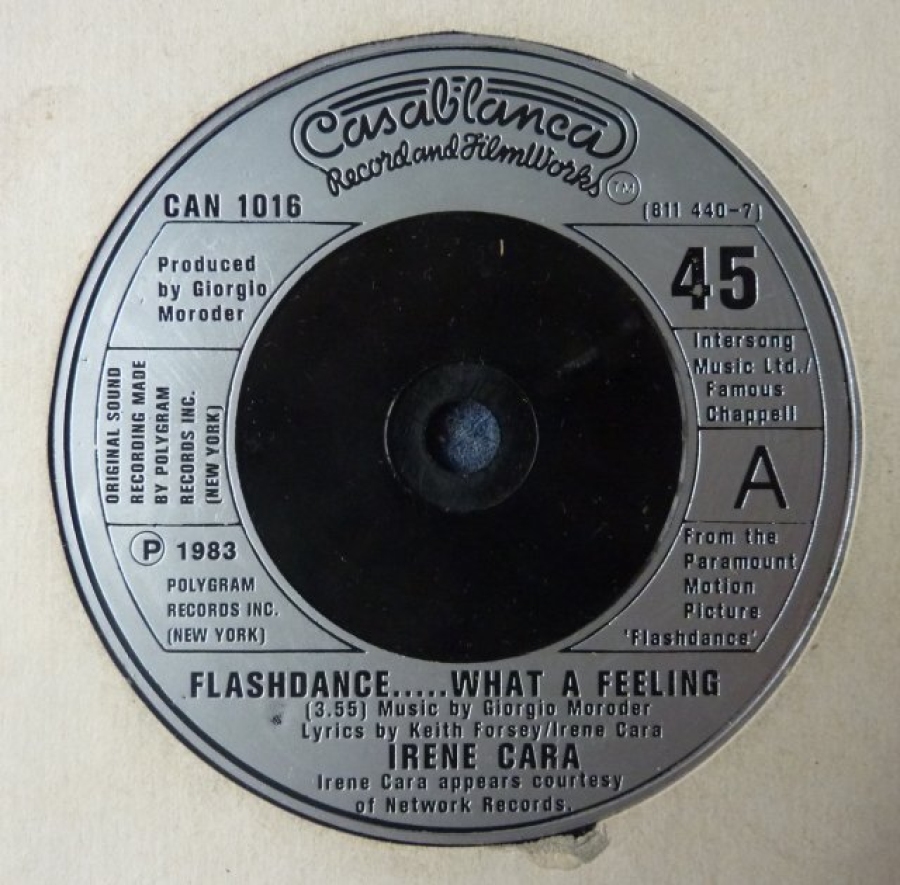 Casablanca
Record and FilmWorks
TM
CAN 1016
(811 440-7)
Produced
by Giorgio
Moroder
45
Intersong
Music Ltd./
Famous
Chappell
ORIGINAL SOUND
RECORDING MADE
BY POLYGRAM
RECORDS INC.
(NEW YORK)
A
P 1983
POLYGRAM
RECORDS INC.
(NEW YORK)
From the
Paramount
Motion
Picture
'Flashdance'
FLASHDANCE.....WHAT A FEELING
(3.55) Music by Giorgio Moroder
Lyrics by Keith Forsey/Irene Cara
IRENE CARA
Irene Cara appears courtesy
of Network Records.